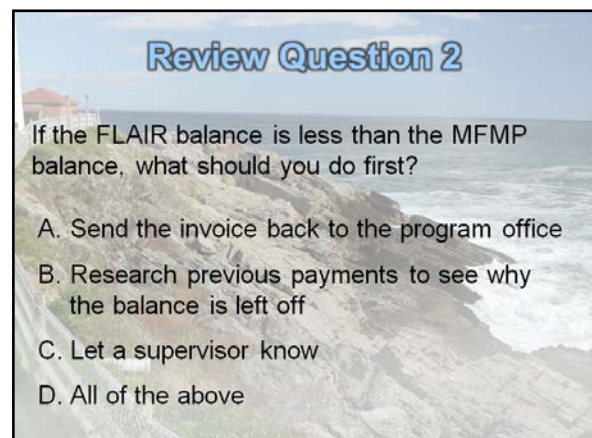 Review Question 2
If the FLAIR balance is less than the MFMP
balance, what should you do first?
A. Send the invoice back to the program office
B. Research previous payments to see why
the balance is left off
C. Let a supervisor know
D. All of the above